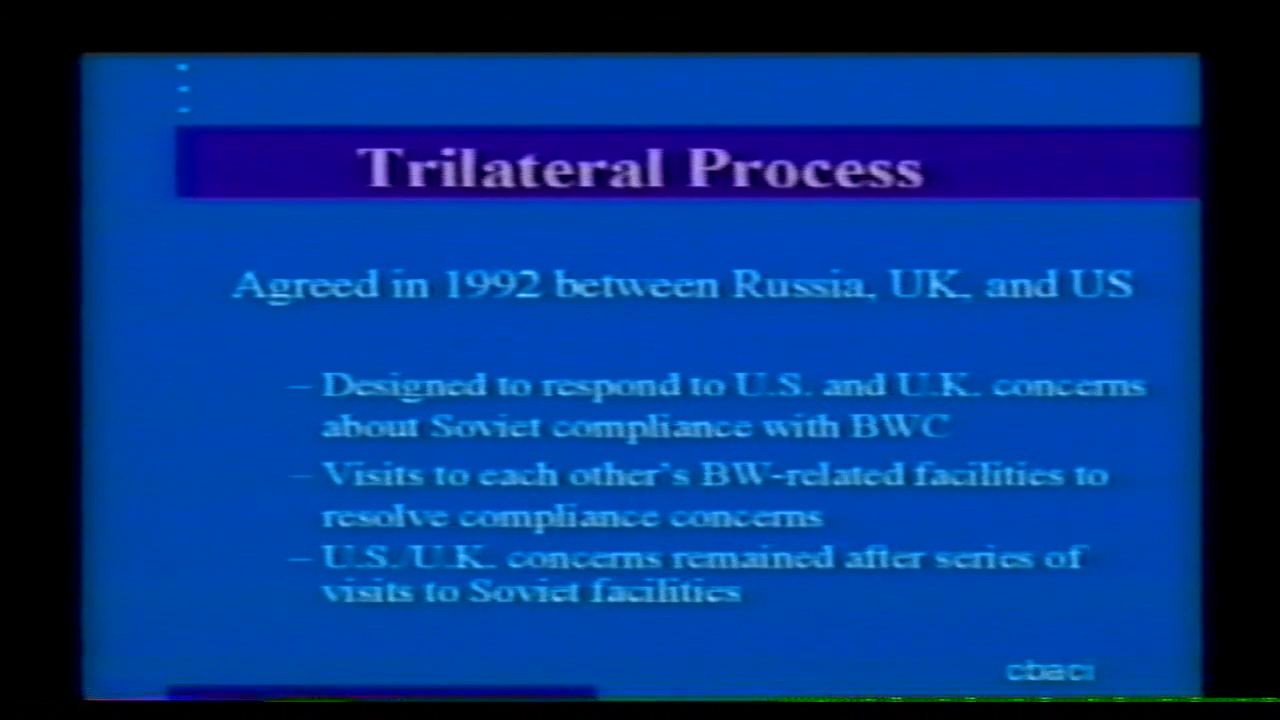 Trilateral Process
Agreed in 1992 between Russia, UK, and US
– Designed to respond to U.S. and U.K. concerns
about Soviet compliance with BWC
– Visits to each other's BW-related facilities to
resolve compliance concerns
– U.S./U.K. concerns remained after series of
visits to Soviet facilities
cbaci